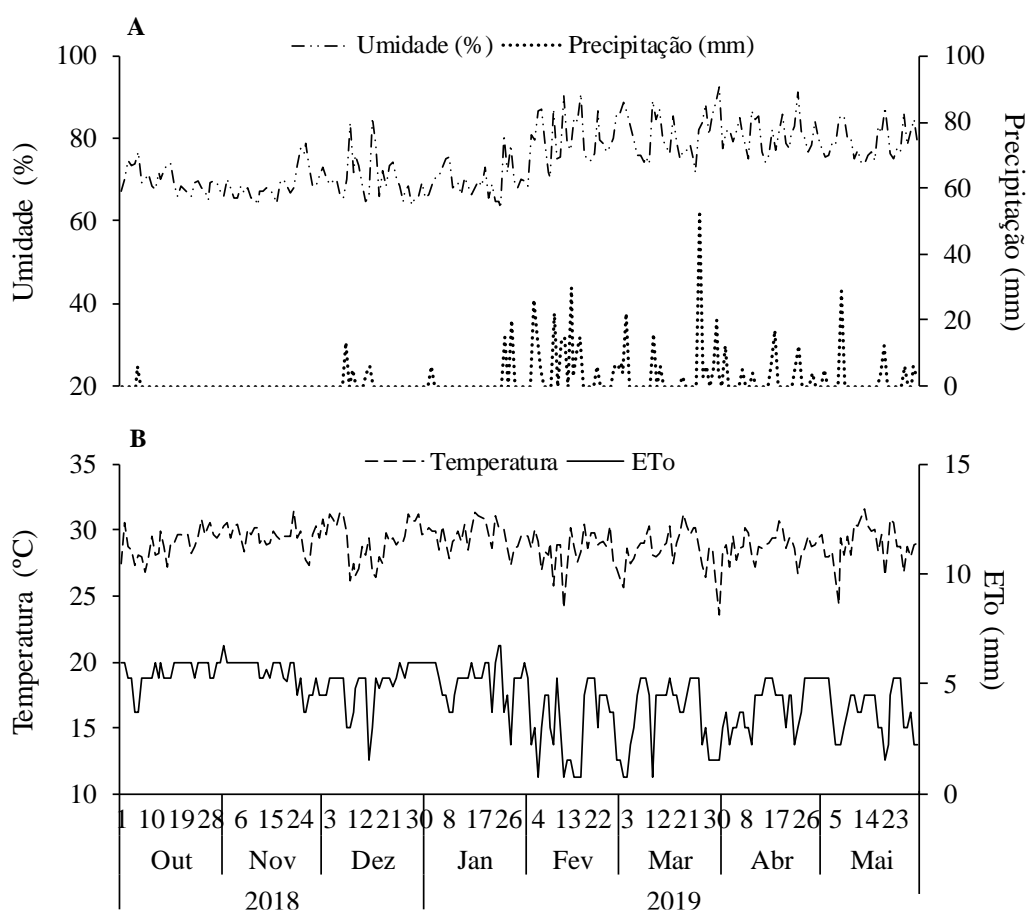 A
Umidade (%) Precipitação (mm)
100 100
80 80
60 60
40 40
20 20
0
Umidade (%)
Precipitação (mm)
B
Temperatura ETo
35 15
30
25 10
20
15 5
10 0
Temperatura (ºC)
ETo (mm)
1 10 19 28 6 15 24 3 12 21 30 8 17 26 4 13 22 3 12 21 30 8 17 26 5 14 23
Out Nov Dez Jan Fev Mar Abr Mai
2018 2019